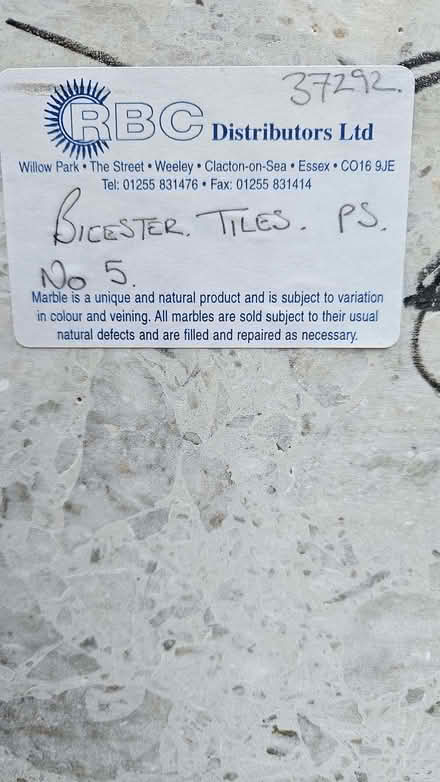 37292.
RBC Distributors Ltd
Willow Park • The Street • Weeley • Clacton-on-Sea • Essex • CO16 9JE
Tel: 01255 831476 • Fax: 01255 831414
BICESTER. TILES. PS.
No 5.
Marble is a unique and natural product and is subject to variation
in colour and veining. All marbles are sold subject to their usual
natural defects and are filled and repaired as necessary.